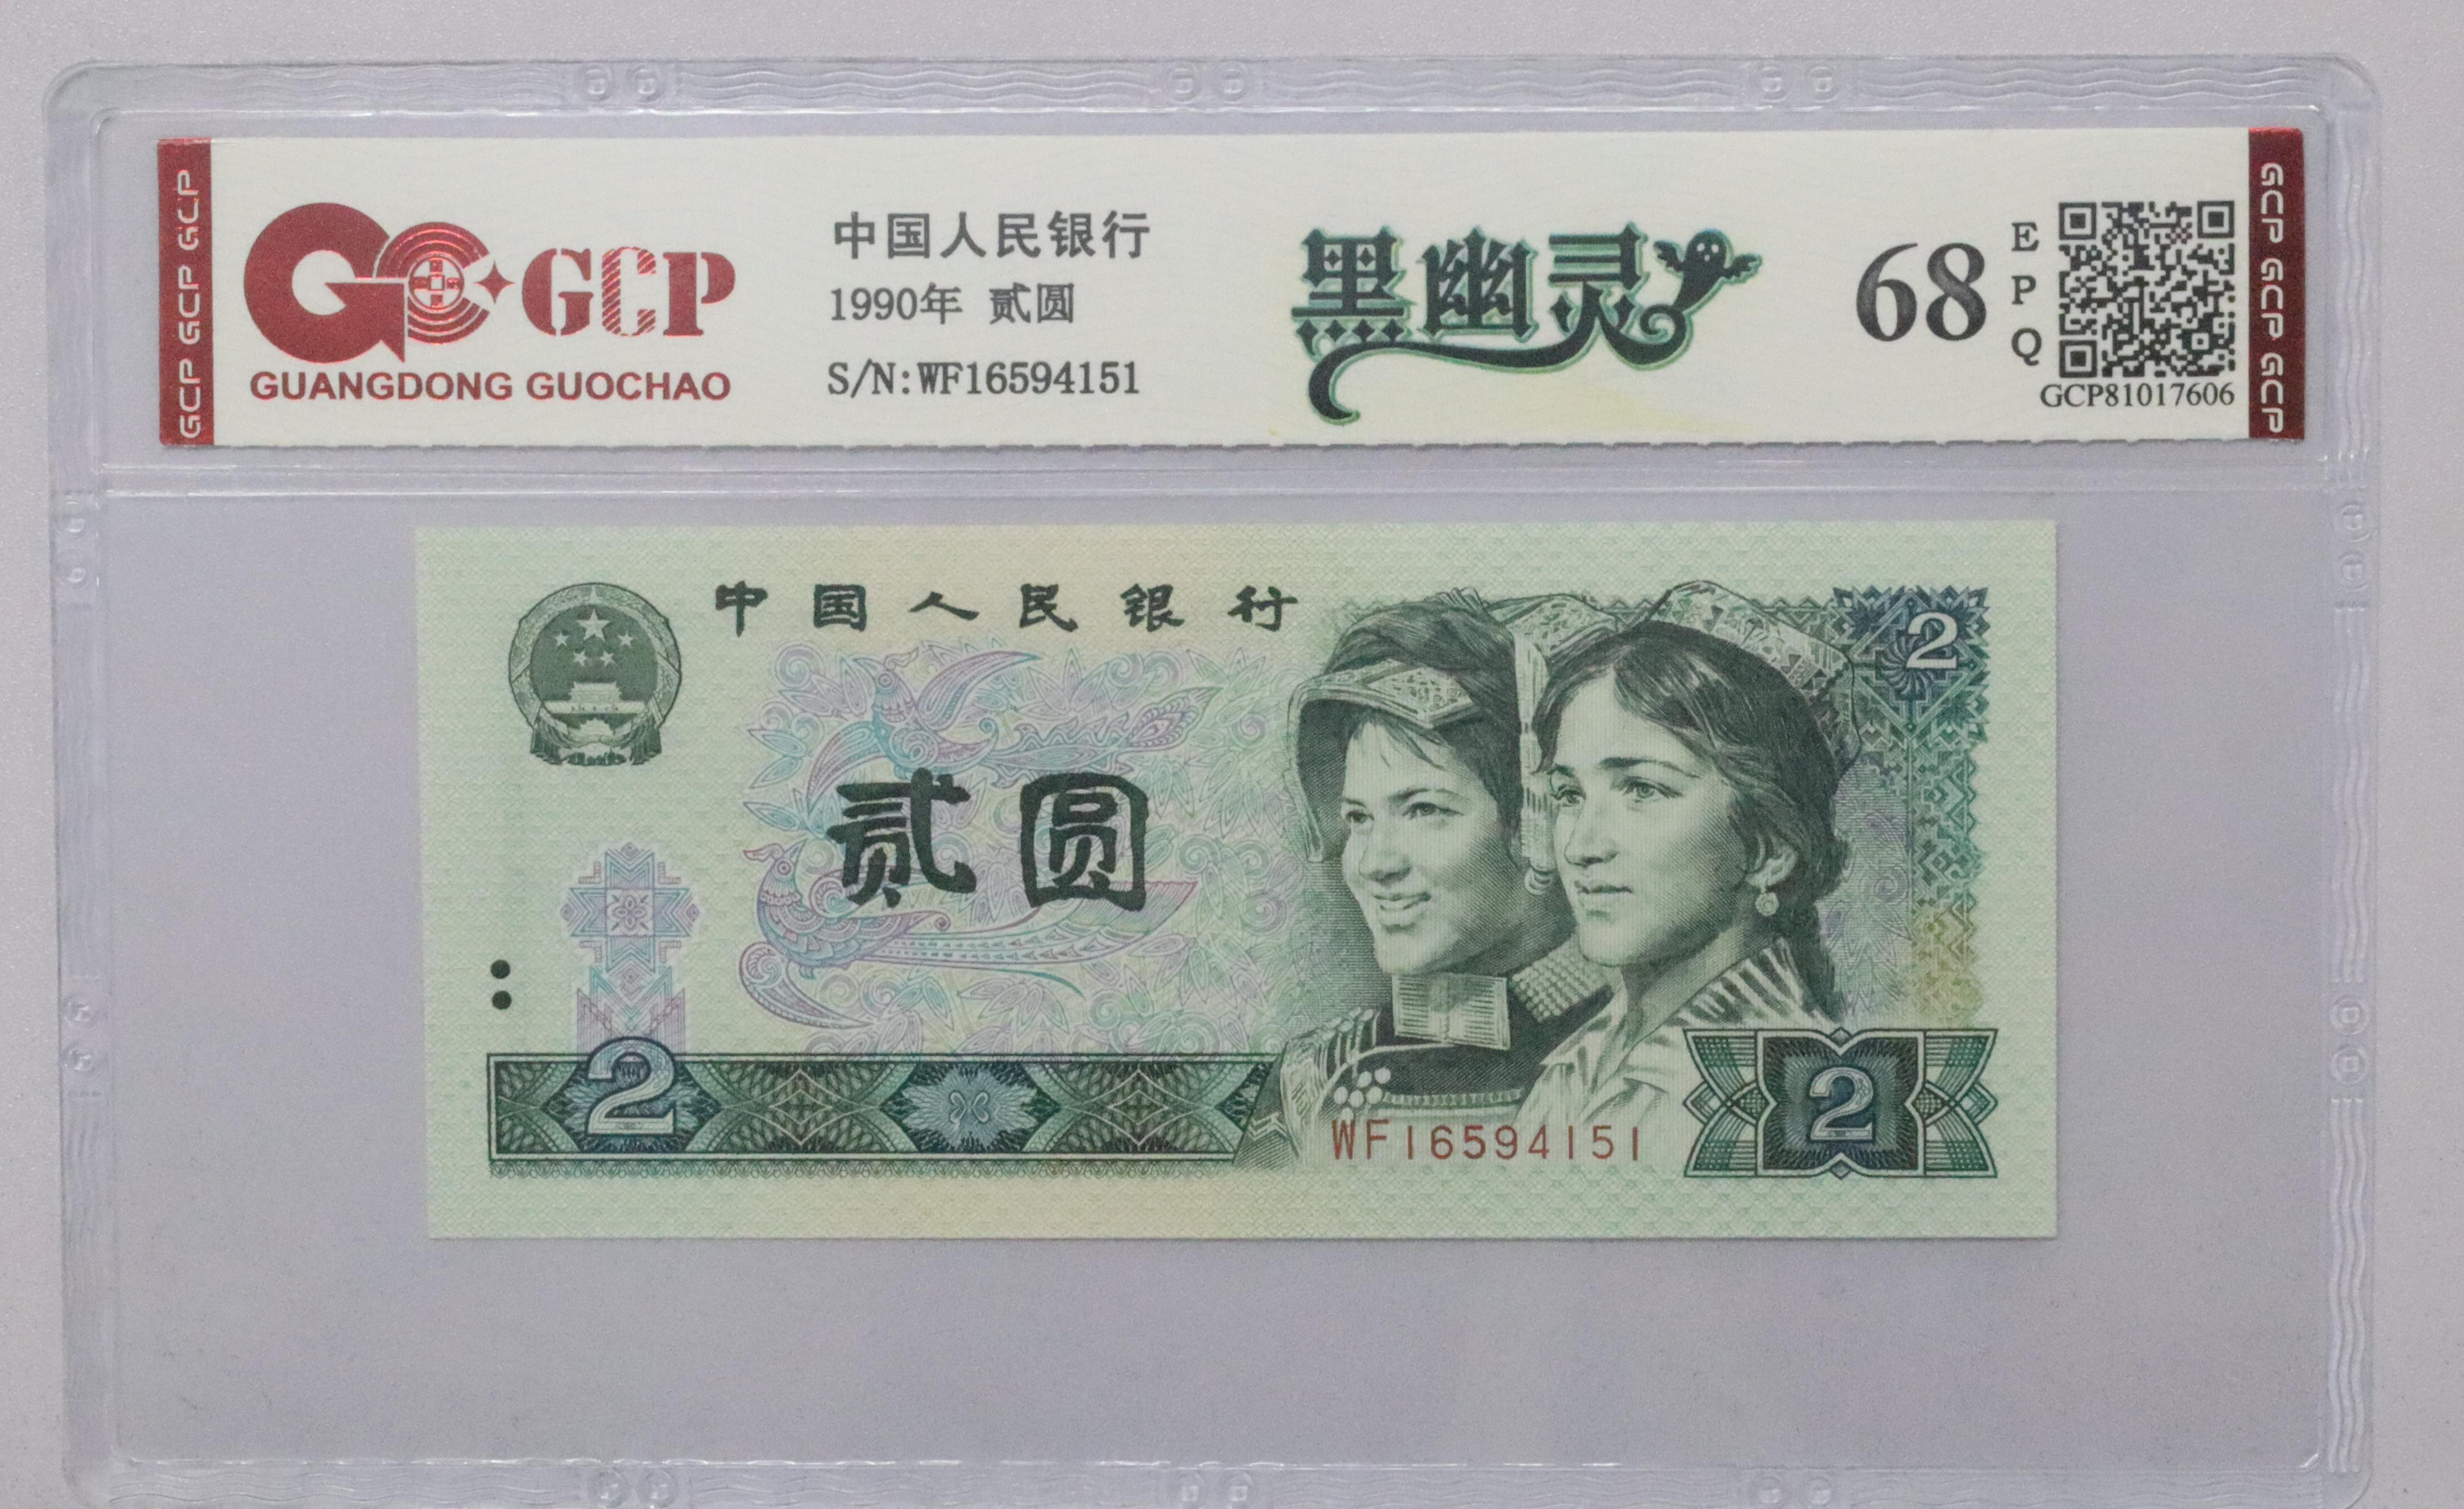 GCP GCP GCP
GCP
GUANGDONG GUOCHAO
中国人民银行
1990年 贰圆
S/N:WF16594151
黑幽灵
68
E
P
Q
GCP81017606
GCP GCP GCP
中国人民银行
2
贰圆
2
2
WF16594151